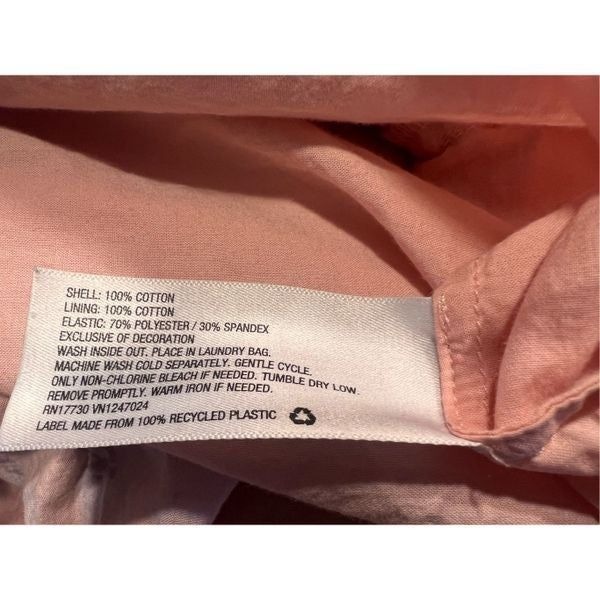 SHELL: 100% COTTON
LINING: 100% COTTON
ELASTIC: 70% POLYESTER / 30% SPANDEX
EXCLUSIVE OF DECORATION
WASH INSIDE OUT. PLACE IN LAUNDRY BAG.
MACHINE WASH COLD SEPARATELY. GENTLE CYCLE.
ONLY NON-CHLORINE BLEACH IF NEEDED. TUMBLE DRY LOW.
REMOVE PROMPTLY. WARM IRON IF NEEDED.
RN17730 VN1247024
LABEL MADE FROM 100% RECYCLED PLASTIC